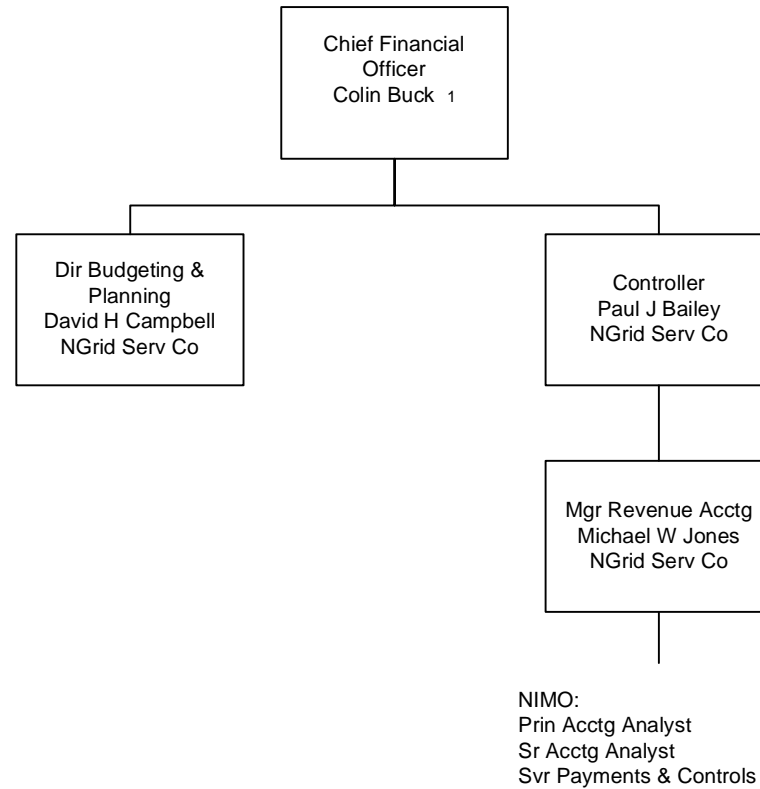 Chief Financial
Officer
Colin Buck 1
Dir Budgeting &
Planning
David H Campbell
NGrid Serv Co
Controller
Paul J Bailey
NGrid Serv Co
Mgr Revenue Acctg
Michael W Jones
NGrid Serv Co
NIMO:
Prin Acctg Analyst
Sr Acctg Analyst
Svr Payments & Controls